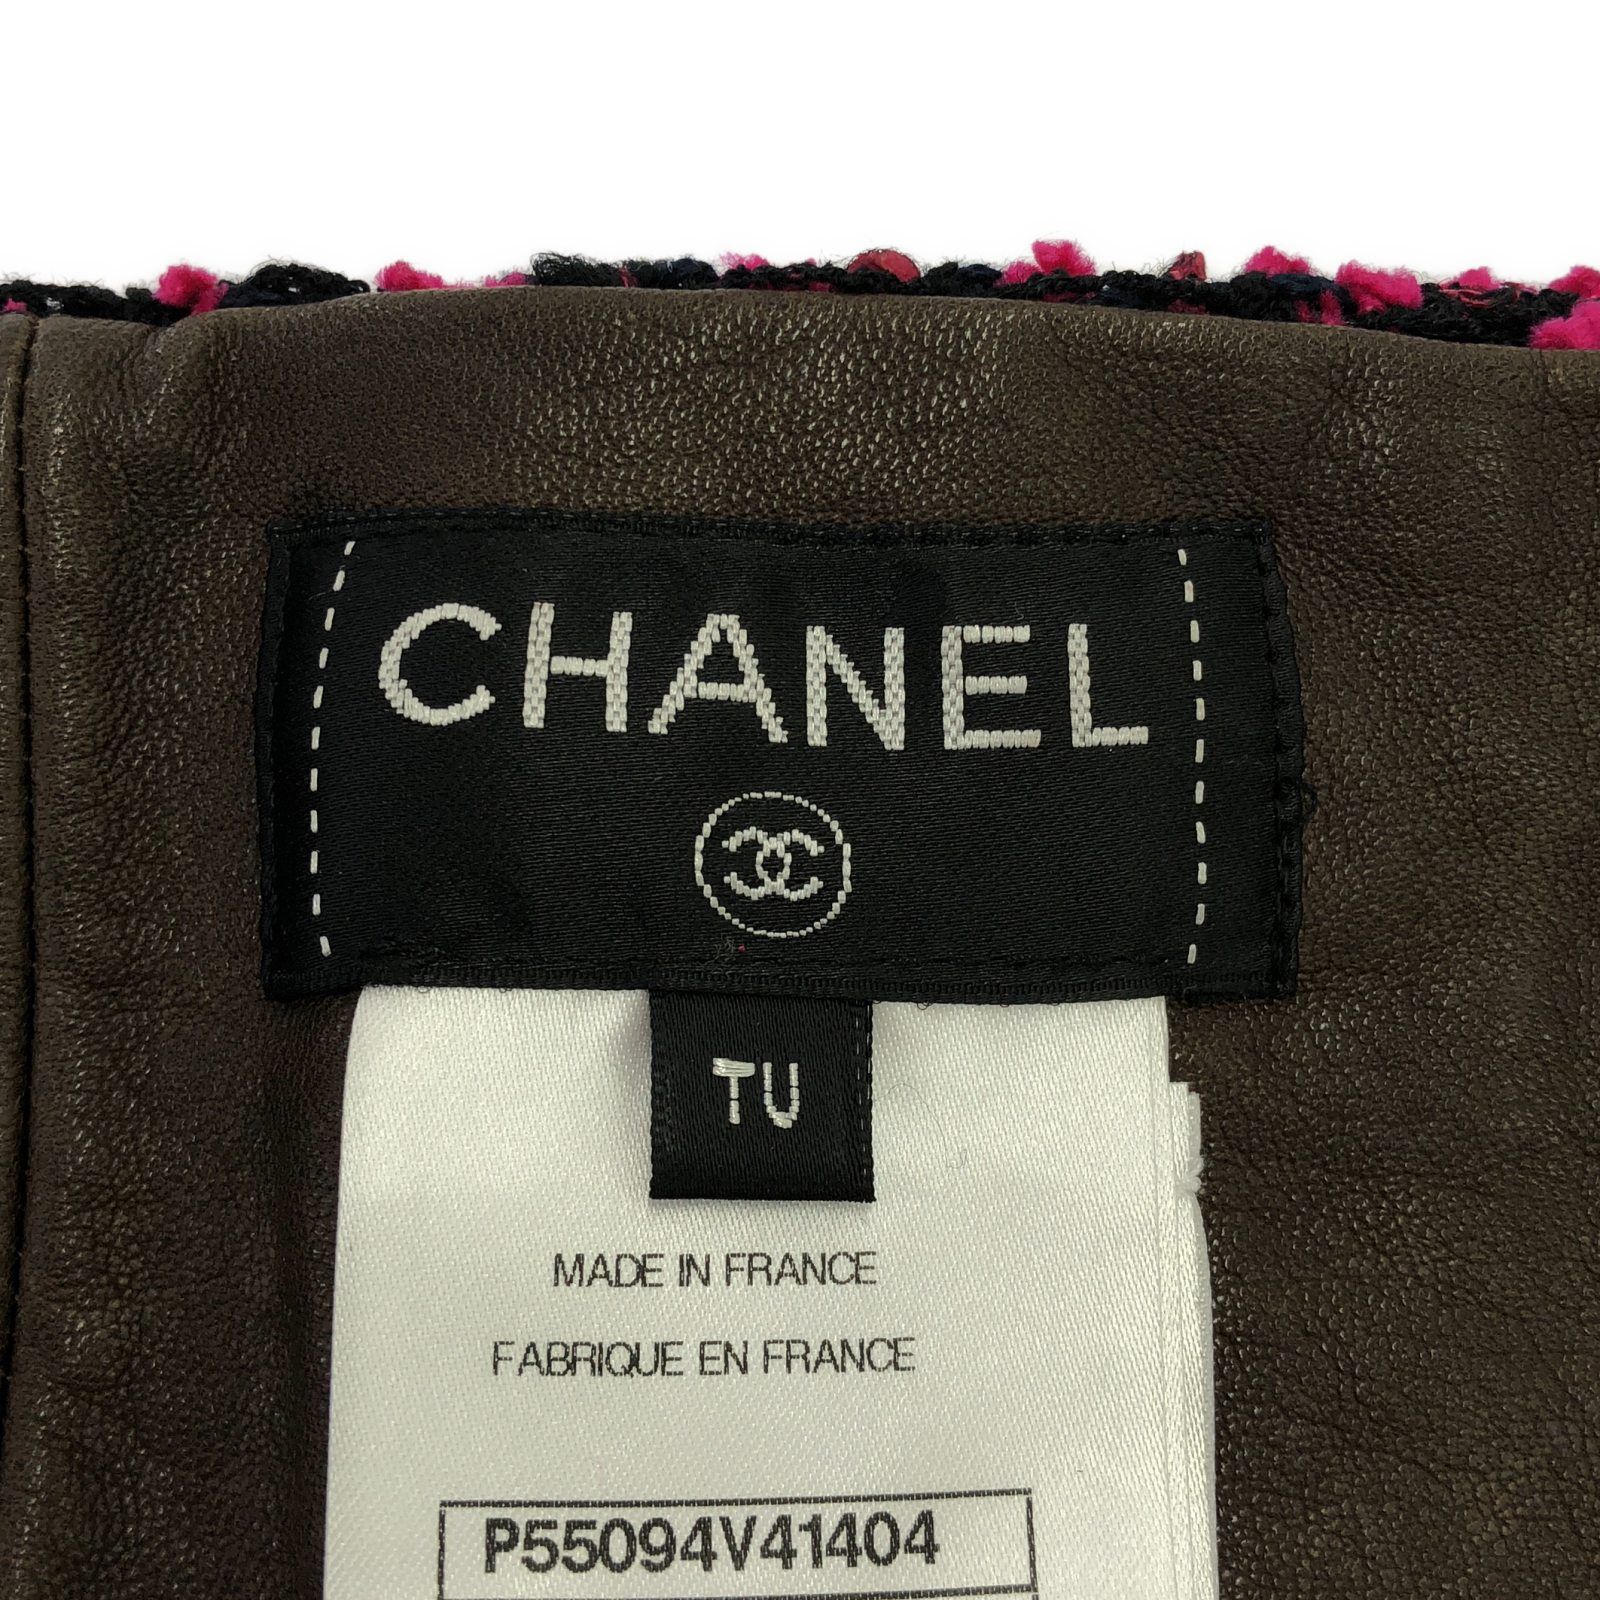 CHANEL
TU
MADE IN FRANCE
FABRIQUE EN FRANCE
P55094V41404